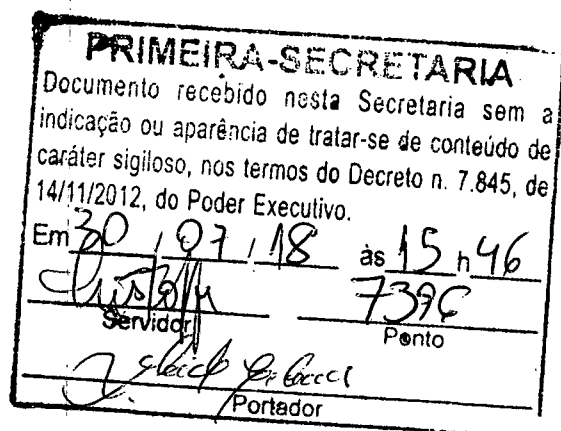 PRIMEIRA-SECRETARIA
Documento recebido nesta Secretaria sem a
indicação ou aparência de tratar-se de conteúdo de
caráter sigiloso, nos termos do Decreto n. 7.845, de
14/11/2012, do Poder Executivo.
Em 30 / 07 / 18 às 15 h 46
7396
Servidor Ponto
Portador